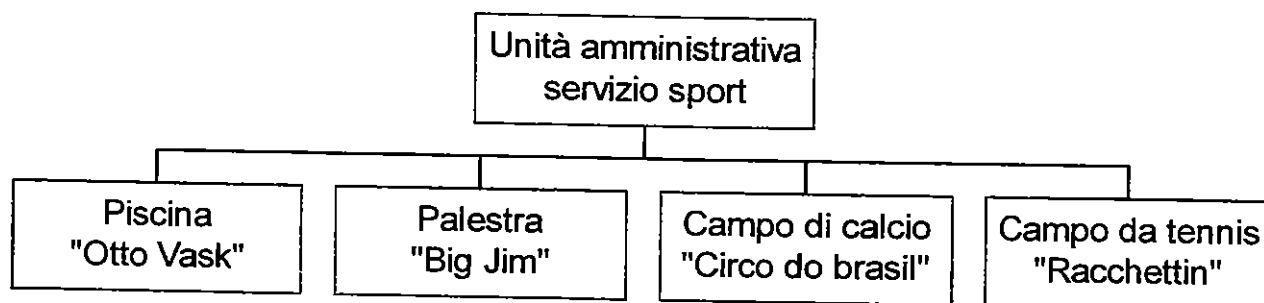 Unità amministrativa
servizio sport
Piscina
"Otto Vask"
Palestra
"Big Jim"
Campo di calcio
"Circo do brasil"
Campo da tennis
"Racchettin"